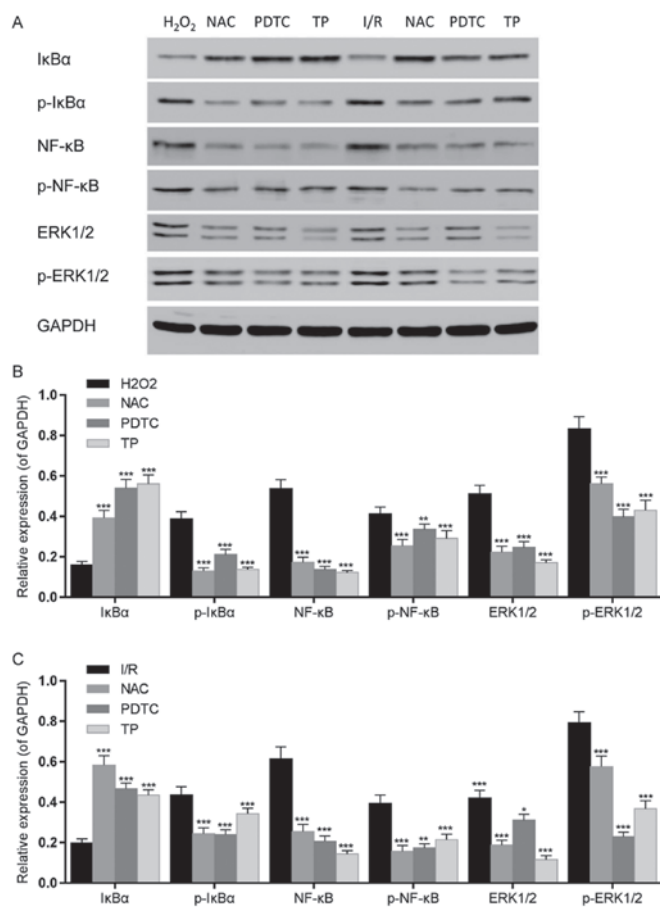 A
H₂O₂ NAC PDTC TP I/R NAC PDTC TP
IκBα
p-IκBα
NF-κB
p-NF-κB
ERK1/2
p-ERK1/2
GAPDH
B
H2O2
NAC
PDTC
TP
Relative expression (of GAPDH)
1.0
0.8
0.6
0.4
0.2
0.0
*** *** ***
*** *** ***
*** *** ***
*** ** ***
*** *** ***
*** *** ***
IκBα p-IκBα NF-κB p-NF-κB ERK1/2 p-ERK1/2
C
I/R
NAC
PDTC
TP
Relative expression (of GAPDH)
1.0
0.8
0.6
0.4
0.2
0.0
*** *** ***
*** *** ***
*** *** ***
*** ** ***
*** *** * ***
*** *** ***
IκBα p-IκBα NF-κB p-NF-κB ERK1/2 p-ERK1/2